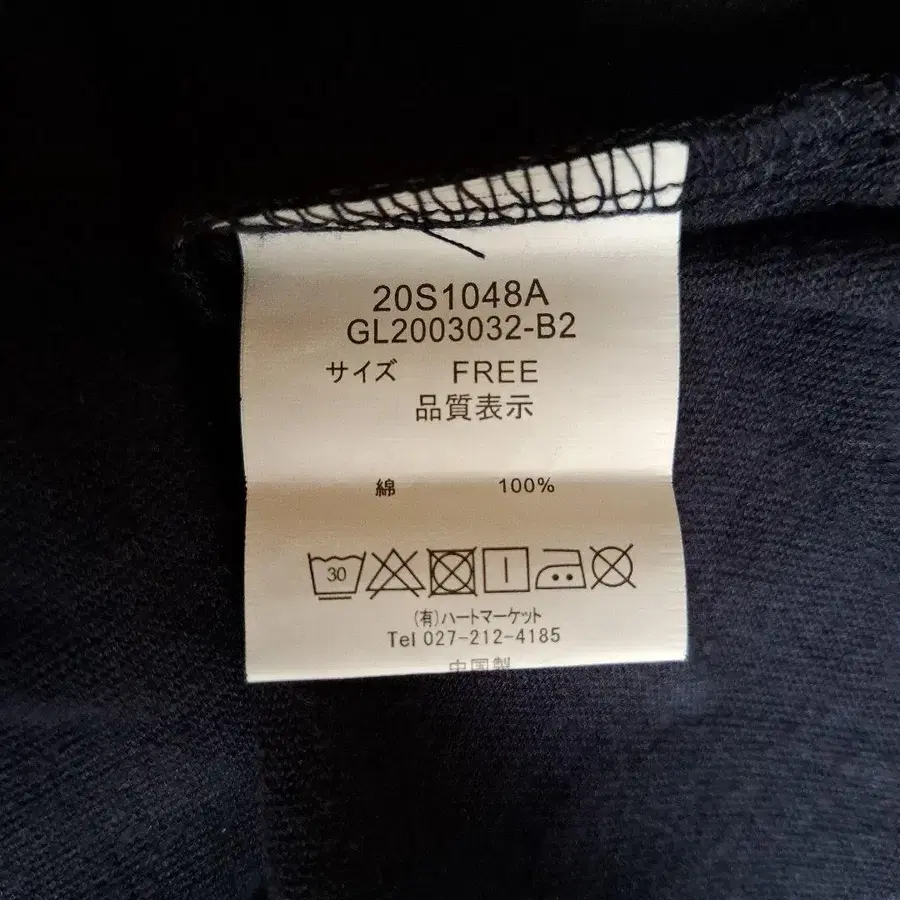 20S1048A
GL2003032-B2
サイズ FREE
品質表示
綿 100%
30
(有)ハートマーケット
Tel 027-212-4185
中国製